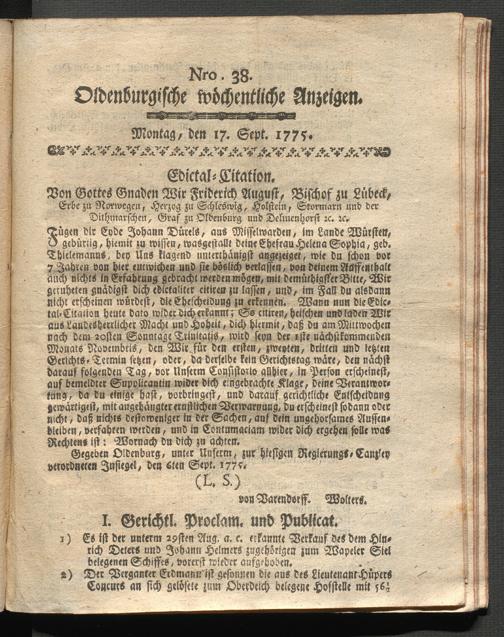 Nro. 38.
Oldenburgische wöchentliche Anzeigen.
Montag, den 17. Sept. 1775.
Edictal-Citation.
Von Gottes Gnaden Wir Friderich August, Bischof zu Lübeck,
Erbe zu Norwegen, Herzog zu Schleswig, Holstein, Stormarn und der
Dithmarschen, Graf zu Oldenburg und Delmenhorst ꝛc. ꝛc.
Fügen dir Eyde Johann Dürels, aus Misselwarden, im Lande Würsten,
gebürtig, hiemit zu wissen, wasgestalt deine Ehefrau Helena Sophia, geb.
Thielemanns, bey Uns klagend unterthänigst angezeiget, wie du schon vor
7 Jahren von hier entwichen und sie böslich verlassen, von deinem Auffenthalt
auch nichts in Erfahrung gebracht werden mögen, mit demüthigster Bitte, Wir
geruheten gnädigst dich edictaliter citiren zu lassen, und, im Fall du alsdann
nicht erscheinen würdest, die Ehescheidung zu erkennen. Wann nun die Edic-
tal-Citation heute dato wider dich erkannt; So citiren, heischen und laden Wir
aus Landesherrlicher Macht und Hoheit, dich hiermit, daß du am Mittwochen
nach dem 20sten Sonntage Trinitatis, wird seyn der 1ste nächstkommenden
Monats Novembris, den Wir für den ersten, zweyten, dritten und letzten
Gerichts-Termin setzen, oder, da derselbe kein Gerichtstag wäre, den nächst
darauf folgenden Tag, vor Unserm Consistorio allhier, in Person erscheinest,
auf bemeldter Supplicantin wider dich eingebrachte Klage, deine Verantwor-
tung, da du einige hast, vorbringest, und darauf gerichtliche Entscheidung
gewärtigest, mit angehängter ernstlichen Verwarnung, du erscheinest sodann oder
nicht, daß nichts destoweniger in der Sachen, auf dein ungehorsames Aussen-
bleiben, verfahren werden, und in Contumaciam wider dich ergehen solle was
Rechtens ist: Wornach du dich zu achten.
Gegeben Oldenburg, unter Unserm, zur hiesigen Regierungs-Canzley
verordneten Insiegel, den 6ten Sept. 1775.
(L. S.)
von Varendorff. Wolters.
I. Gerichtl. Proclam. und Publicat.
1) Es ist der unterm 29sten Aug. a. c. erkannte Verkauf des dem Hin-
rich Deters und Johann Helmers zugehörigen zum Wapeler Siel
belegenen Schiffes, vorerst wieder aufgehoben.
2) Der Verganter Erdmann ist gesonnen die aus des Lieutenant Hüpers
Concurs an sich gelösete zum Oberdeich belegene Hofstelle mit 56½